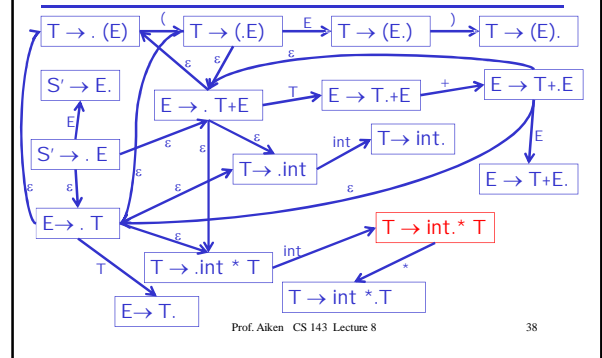 T → . (E)
(
T → (.E)
E
T → (E.)
)
T → (E).
ε
ε
ε
ε
S' → E.
E → . T+E
T
E → T.+E
+
E → T+.E
E
S' → . E
ε
ε
ε
int
T → int.
E
ε
ε
ε
T → .int
E → T+E.
ε
ε
E → . T
ε
int
T → int.* T
T
T → .int * T
*
E → T.
T → int *.T
Prof. Aiken CS 143 Lecture 8
38